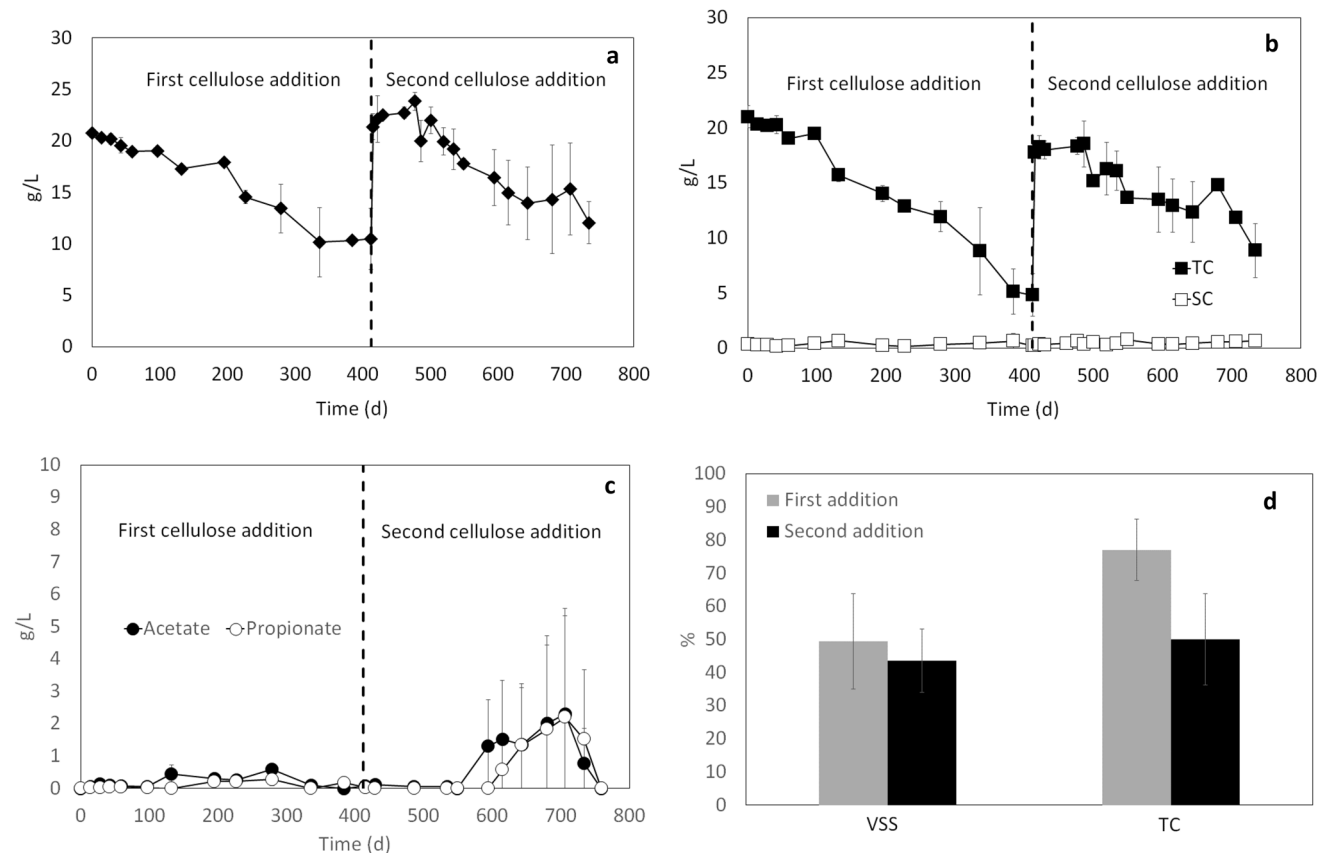 a
30
25
20
15
10
5
0
g/L
First cellulose addition
Second cellulose addition
0 100 200 300 400 500 600 700 800
Time (d)
b
30
25
20
15
10
5
0
g/L
First cellulose addition
Second cellulose addition
TC
SC
0 100 200 300 400 500 600 700 800
Time (d)
c
10
9
8
7
6
5
4
3
2
1
0
g/L
First cellulose addition
Second cellulose addition
Acetate Propionate
0 100 200 300 400 500 600 700 800
Time (d)
d
100
90
80
70
60
50
40
30
20
10
0
%
First addition
Second addition
VSS TC